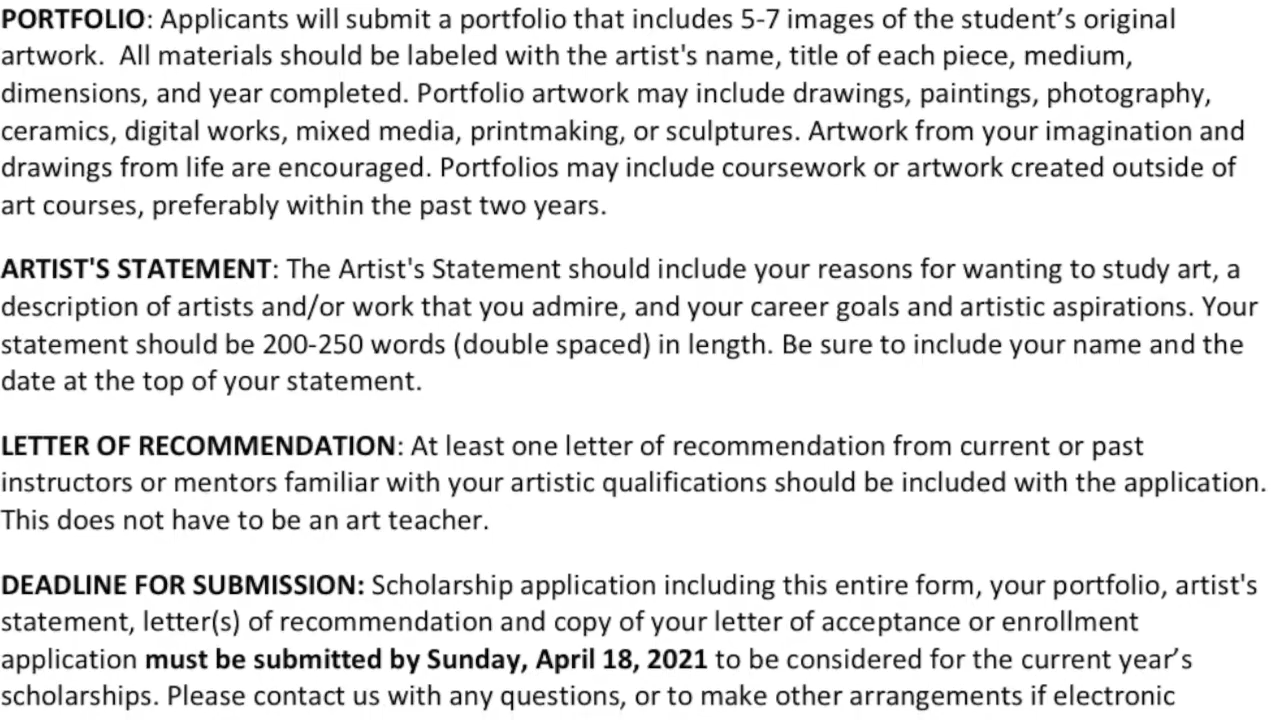 PORTFOLIO: Applicants will submit a portfolio that includes 5-7 images of the student’s original
artwork.  All materials should be labeled with the artist's name, title of each piece, medium,
dimensions, and year completed. Portfolio artwork may include drawings, paintings, photography,
ceramics, digital works, mixed media, printmaking, or sculptures. Artwork from your imagination and
drawings from life are encouraged. Portfolios may include coursework or artwork created outside of
art courses, preferably within the past two years.
ARTIST'S STATEMENT: The Artist's Statement should include your reasons for wanting to study art, a
description of artists and/or work that you admire, and your career goals and artistic aspirations. Your
statement should be 200-250 words (double spaced) in length. Be sure to include your name and the
date at the top of your statement.
LETTER OF RECOMMENDATION: At least one letter of recommendation from current or past
instructors or mentors familiar with your artistic qualifications should be included with the application.
This does not have to be an art teacher.
DEADLINE FOR SUBMISSION: Scholarship application including this entire form, your portfolio, artist's
statement, letter(s) of recommendation and copy of your letter of acceptance or enrollment
application must be submitted by Sunday, April 18, 2021 to be considered for the current year’s
scholarships. Please contact us with any questions, or to make other arrangements if electronic